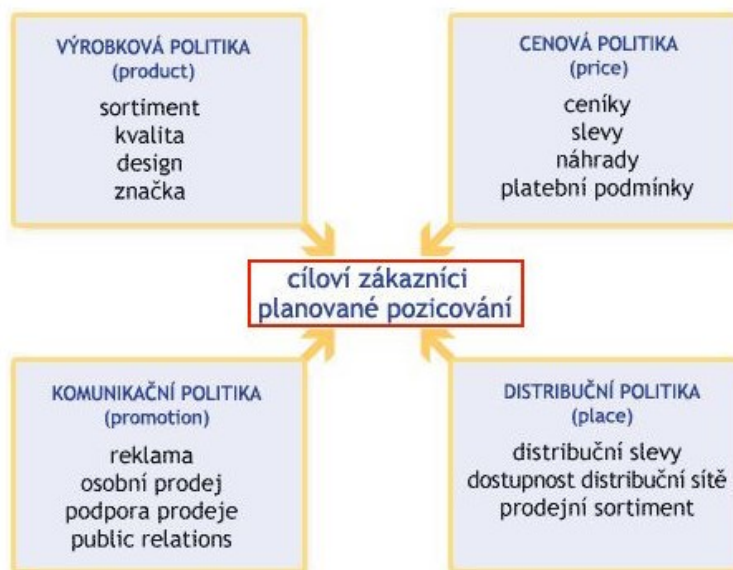 VÝROBKOVÁ POLITIKA
(product)
sortiment
kvalita
design
značka
CENOVÁ POLITIKA
(price)
ceníky
slevy
náhrady
platební podmínky
cíloví zákazníci
planované pozicování
KOMUNIKAČNÍ POLITIKA
(promotion)
reklama
osobní prodej
podpora prodeje
public relations
DISTRIBUČNÍ POLITIKA
(place)
distribuční slevy
dostupnost distribuční sítě
prodejní sortiment